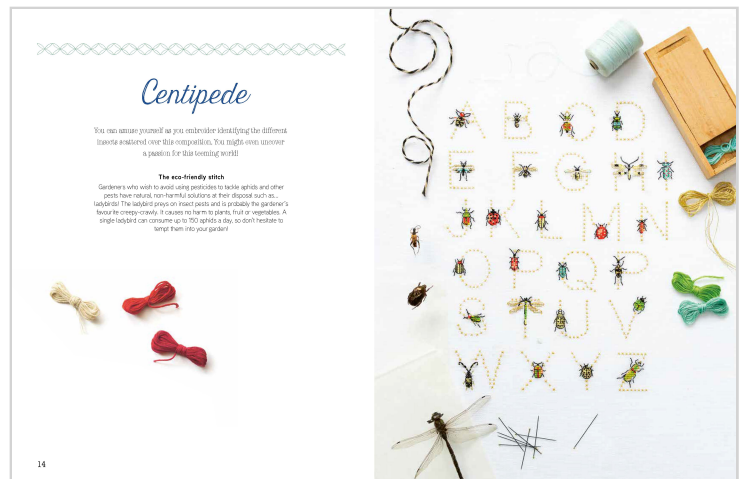 Centipede
You can amuse yourself as you embroider identifying the different
insects scattered over this composition. You might even uncover
a passion for this teeming world!
The eco-friendly stitch
Gardeners who wish to avoid using pesticides to tackle aphids and other
pests have natural, non-harmful solutions at their disposal such as...
ladybirds! The ladybird preys on insect pests and is probably the gardener's
favourite creepy-crawly. It causes no harm to plants, fruit or vegetables. A
single ladybird can consume up to 150 aphids a day, so don't hesitate to
tempt them into your garden!
14
A B C D
E F G H I
J K L M N
O P Q R
S T U V
W X Y Z